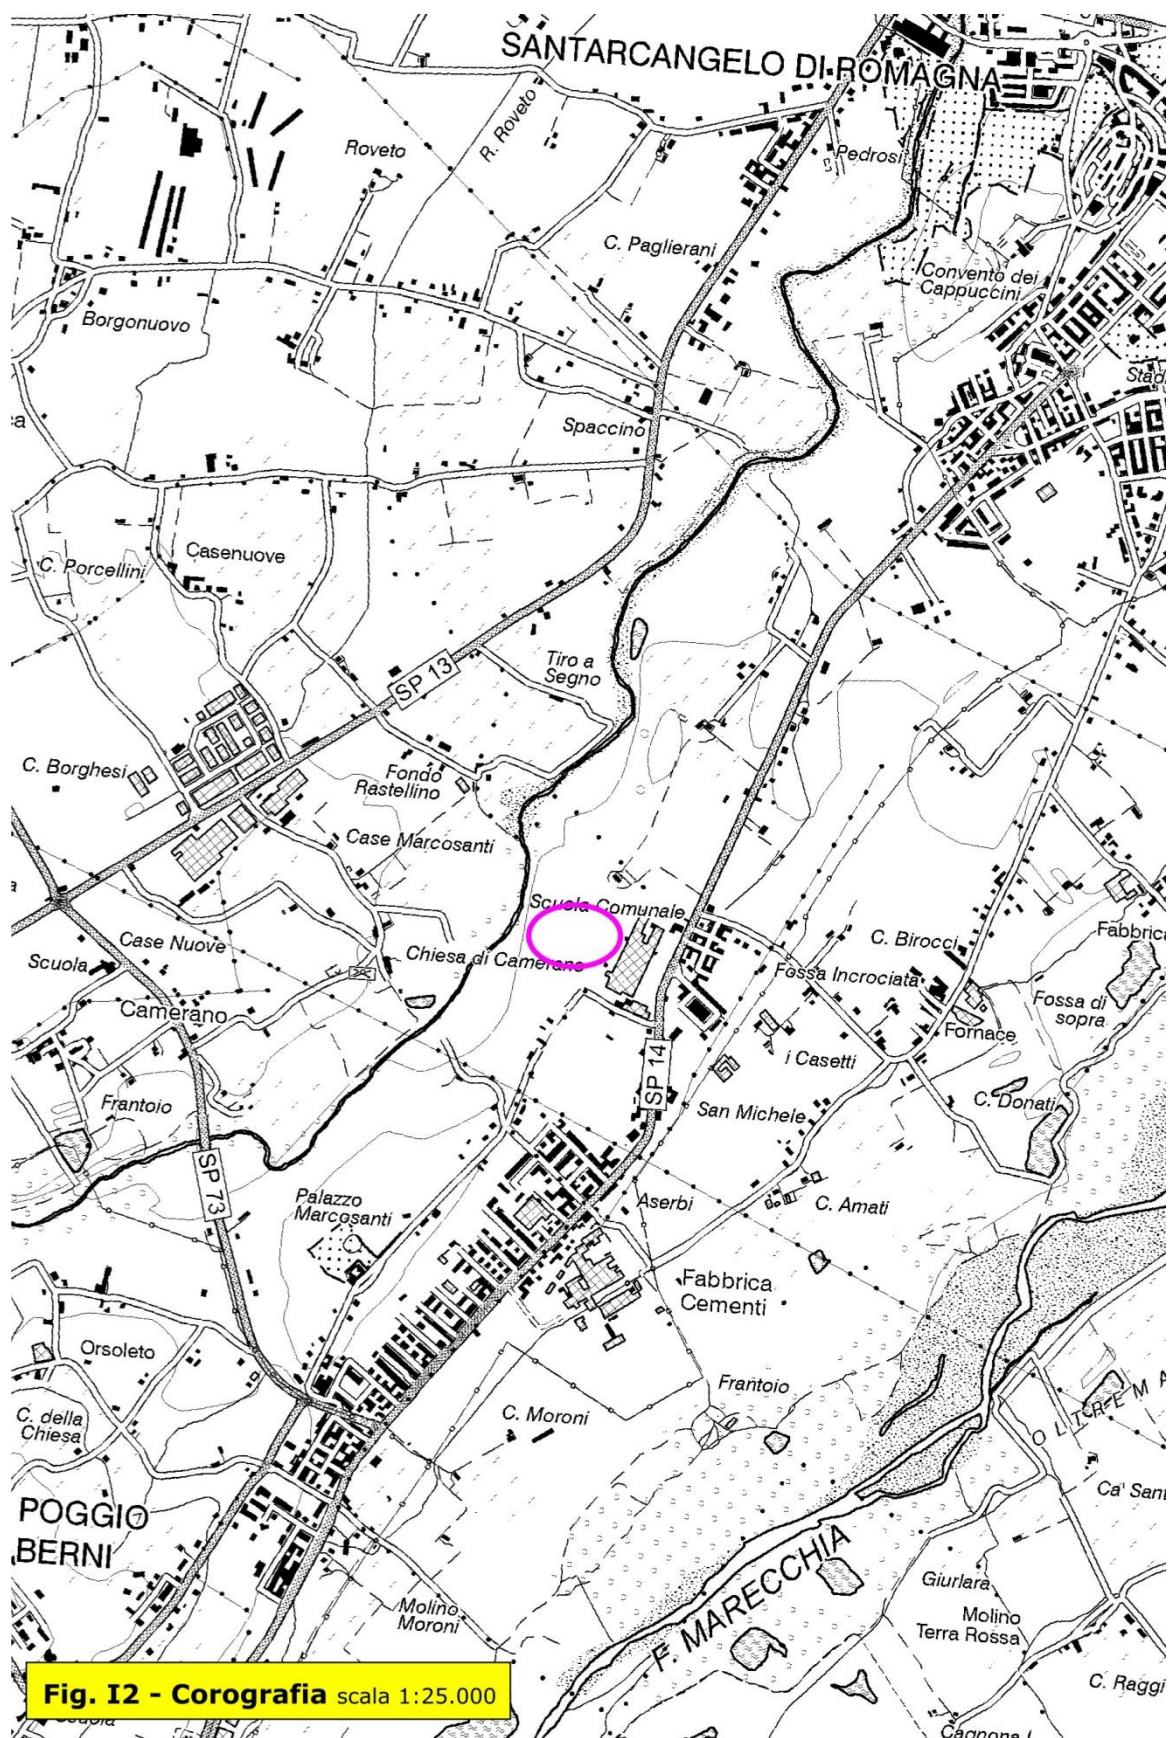 SANTARCANGELO DI ROMAGNA
R. Roveto
Roveto
Pedrosi
C. Paglierani
Convento dei
Cappuccini
Borgonuovo
Spaccino
Casenuove
C. Porcellini
SP 13
Tiro a
Segno
C. Borghesi
Fondo
Rastellino
Case Marcosanti
Scuola Comunale
Case Nuove
Chiesa di Camerano
C. Birocci
Fabbrica
Scuola
Fossa Incrociata
Camerano
Fossa di
sopra
Fornace
i Casetti
SP 14
Frantoio
San Michele
C. Donati
SP 73
Palazzo
Marcosanti
Aserbi
C. Amati
Fabbrica
Cementi
Orsoleto
Frantoio
C. della
Chiesa
C. Moroni
OLTREMA
Ca' Sant
POGGIO
BERNI
F. MARECCHIA
Giurlara
Molino
Moroni
Molino
Terra Rossa
C. Raggi
Fig. I2 - Corografia scala 1:25.000